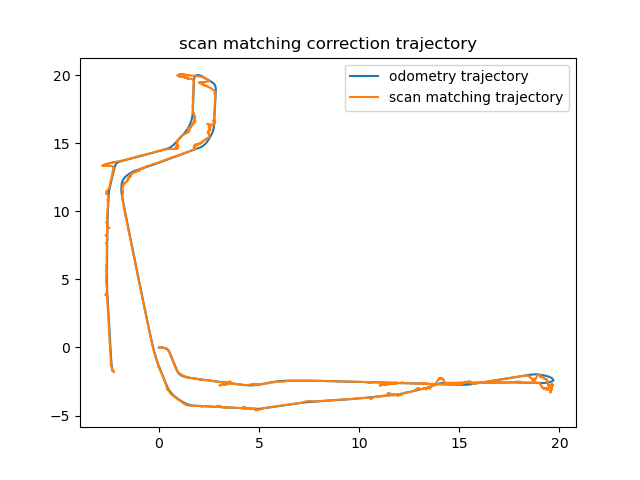 scan matching correction trajectory
odometry trajectory
scan matching trajectory
20
15
10
5
0
−5
0 5 10 15 20